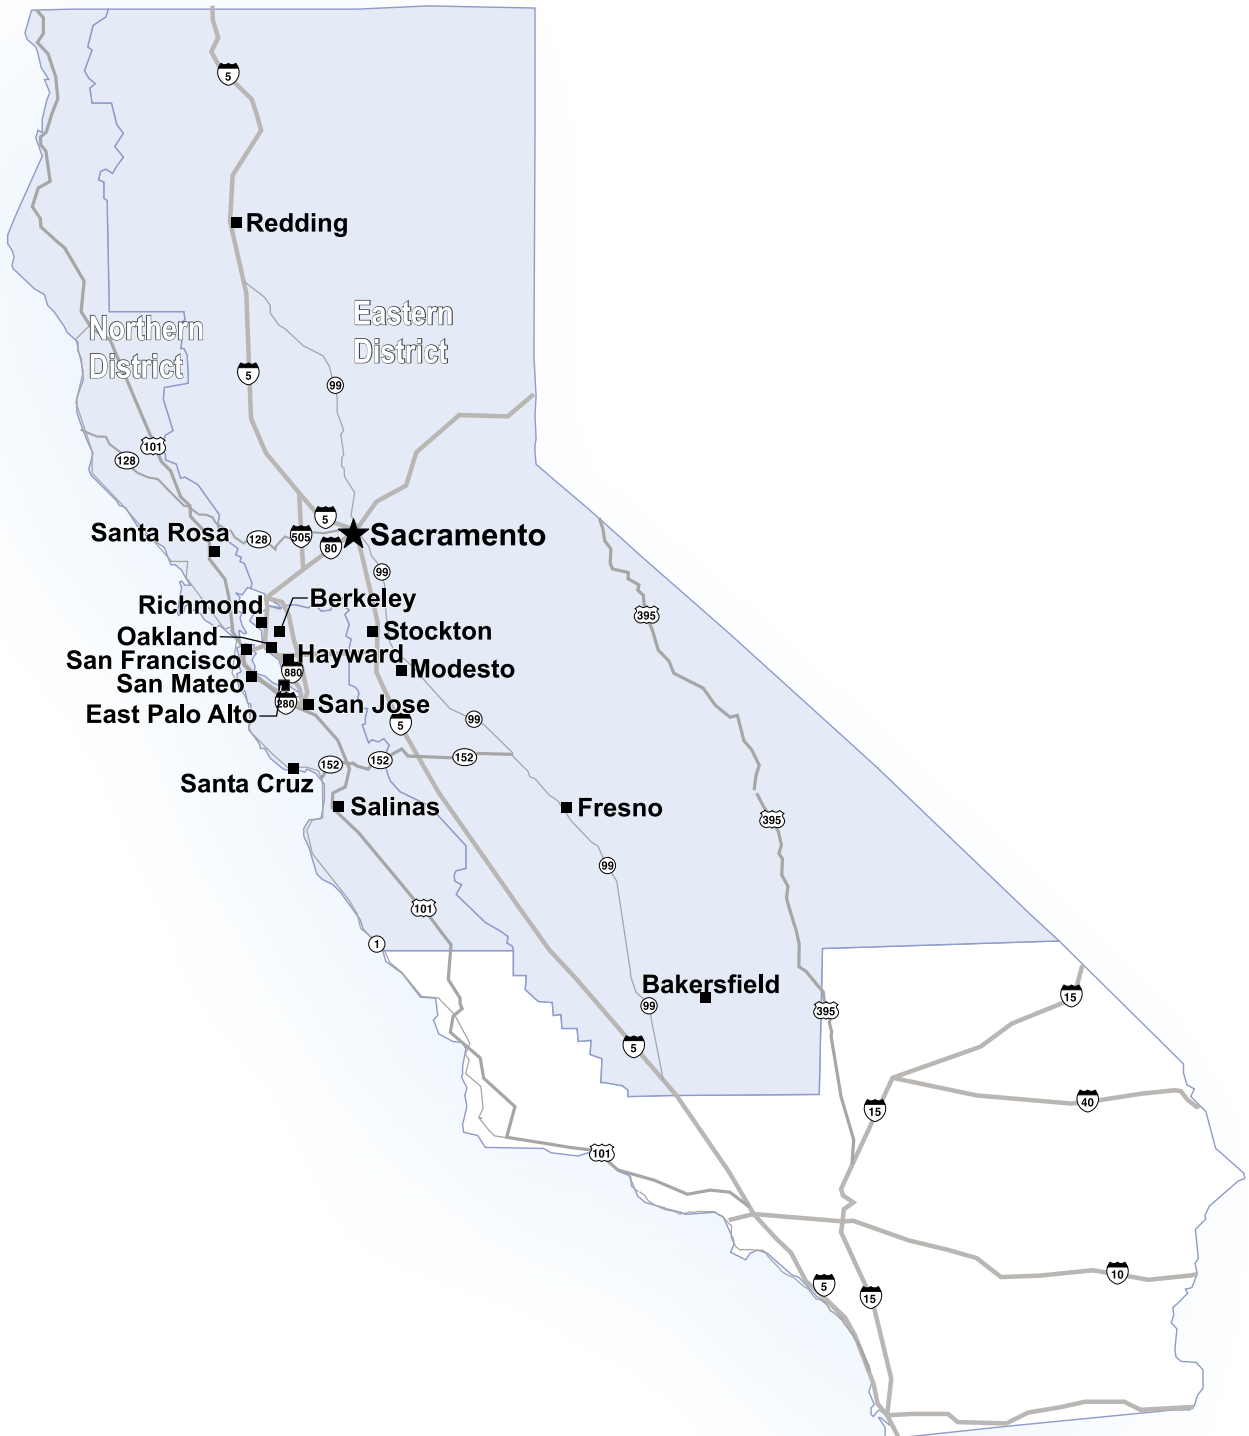 5
Redding
Northern
District
Eastern
District
5
99
101
128
5
Santa Rosa
128
505
80
Sacramento
99
Richmond
Berkeley
395
Oakland
Stockton
San Francisco
Hayward
Modesto
880
San Mateo
280
San Jose
East Palo Alto
5
99
152
152
152
Santa Cruz
Salinas
Fresno
395
99
101
1
Bakersfield
99
395
15
5
15
40
101
5
15
10